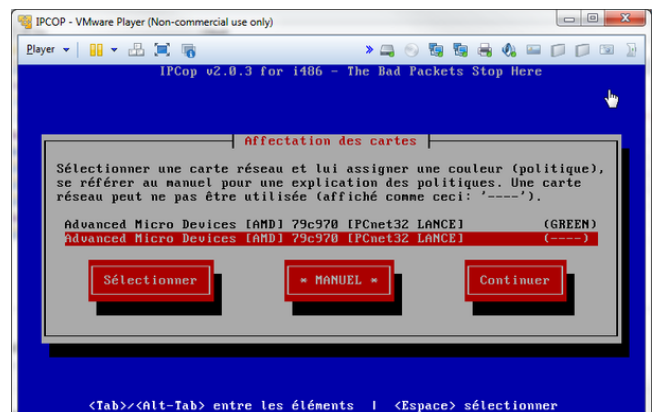 IPCOP - VMware Player (Non-commercial use only)
Player
IPCop v2.0.3 for i486 - The Bad Packets Stop Here
Affectation des cartes
Sélectionner une carte réseau et lui assigner une couleur (politique),
se référer au manuel pour une explication des politiques. Une carte
réseau peut ne pas être utilisée (affiché comme ceci: '----').
Advanced Micro Devices [AMD] 79c970 [PCnet32 LANCE] (GREEN)
Advanced Micro Devices [AMD] 79c970 [PCnet32 LANCE] (----)
Sélectionner * MANUEL * Continuer
<Tab>/<Alt-Tab> entre les éléments | <Espace> sélectionner